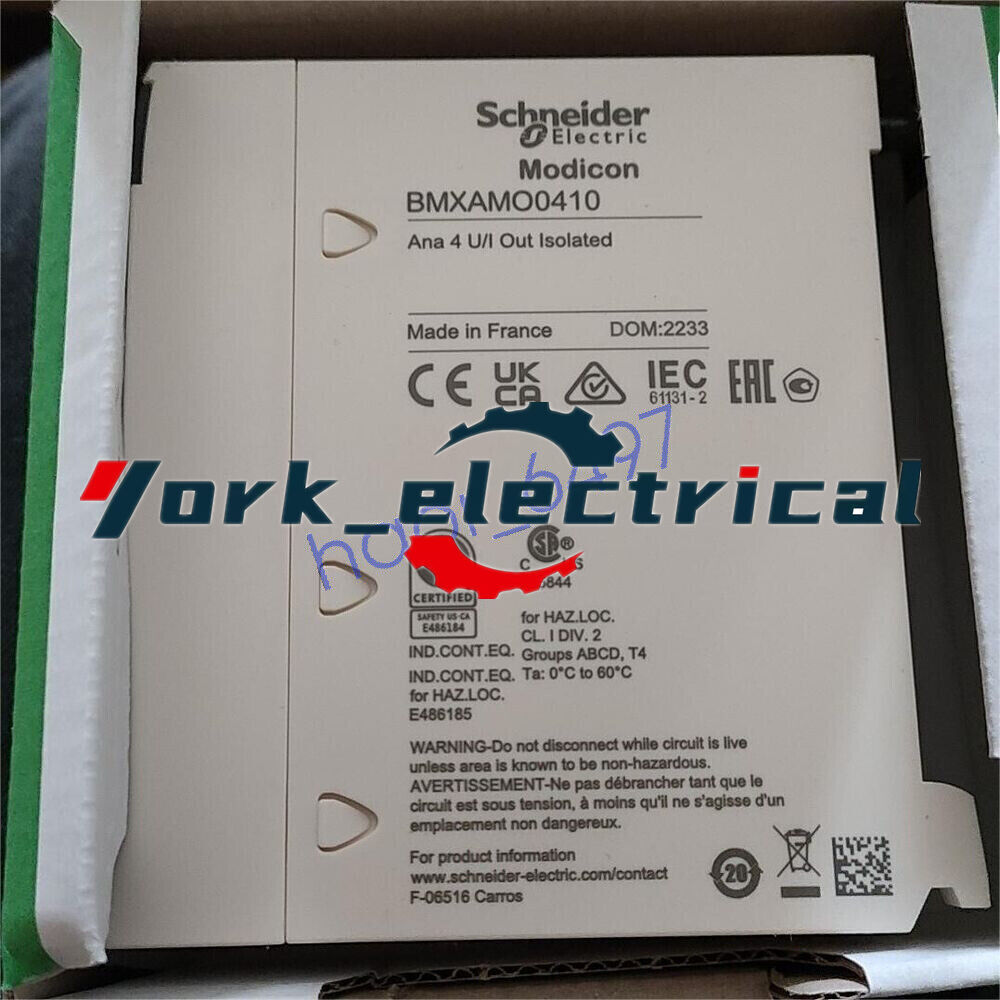 Schneider
Electric
Modicon
BMXAMO0410
Ana 4 U/I Out Isolated
Made in France DOM:2233
CE UK CA IEC 61131-2 EAC
York_electrical
CERTIFIED
SAFETY US-CA
E486184
SA®
C
for HAZ.LOC.
CL. I DIV. 2
IND.CONT.EQ. Groups ABCD, T4
IND.CONT.EQ. Ta: 0°C to 60°C
for HAZ.LOC.
E486185
WARNING-Do not disconnect while circuit is live
unless area is known to be non-hazardous.
AVERTISSEMENT-Ne pas débrancher tant que le
circuit est sous tension, à moins qu'il ne s'agisse d'un
emplacement non dangereux.
For product information
www.schneider-electric.com/contact
F-06516 Carros
20